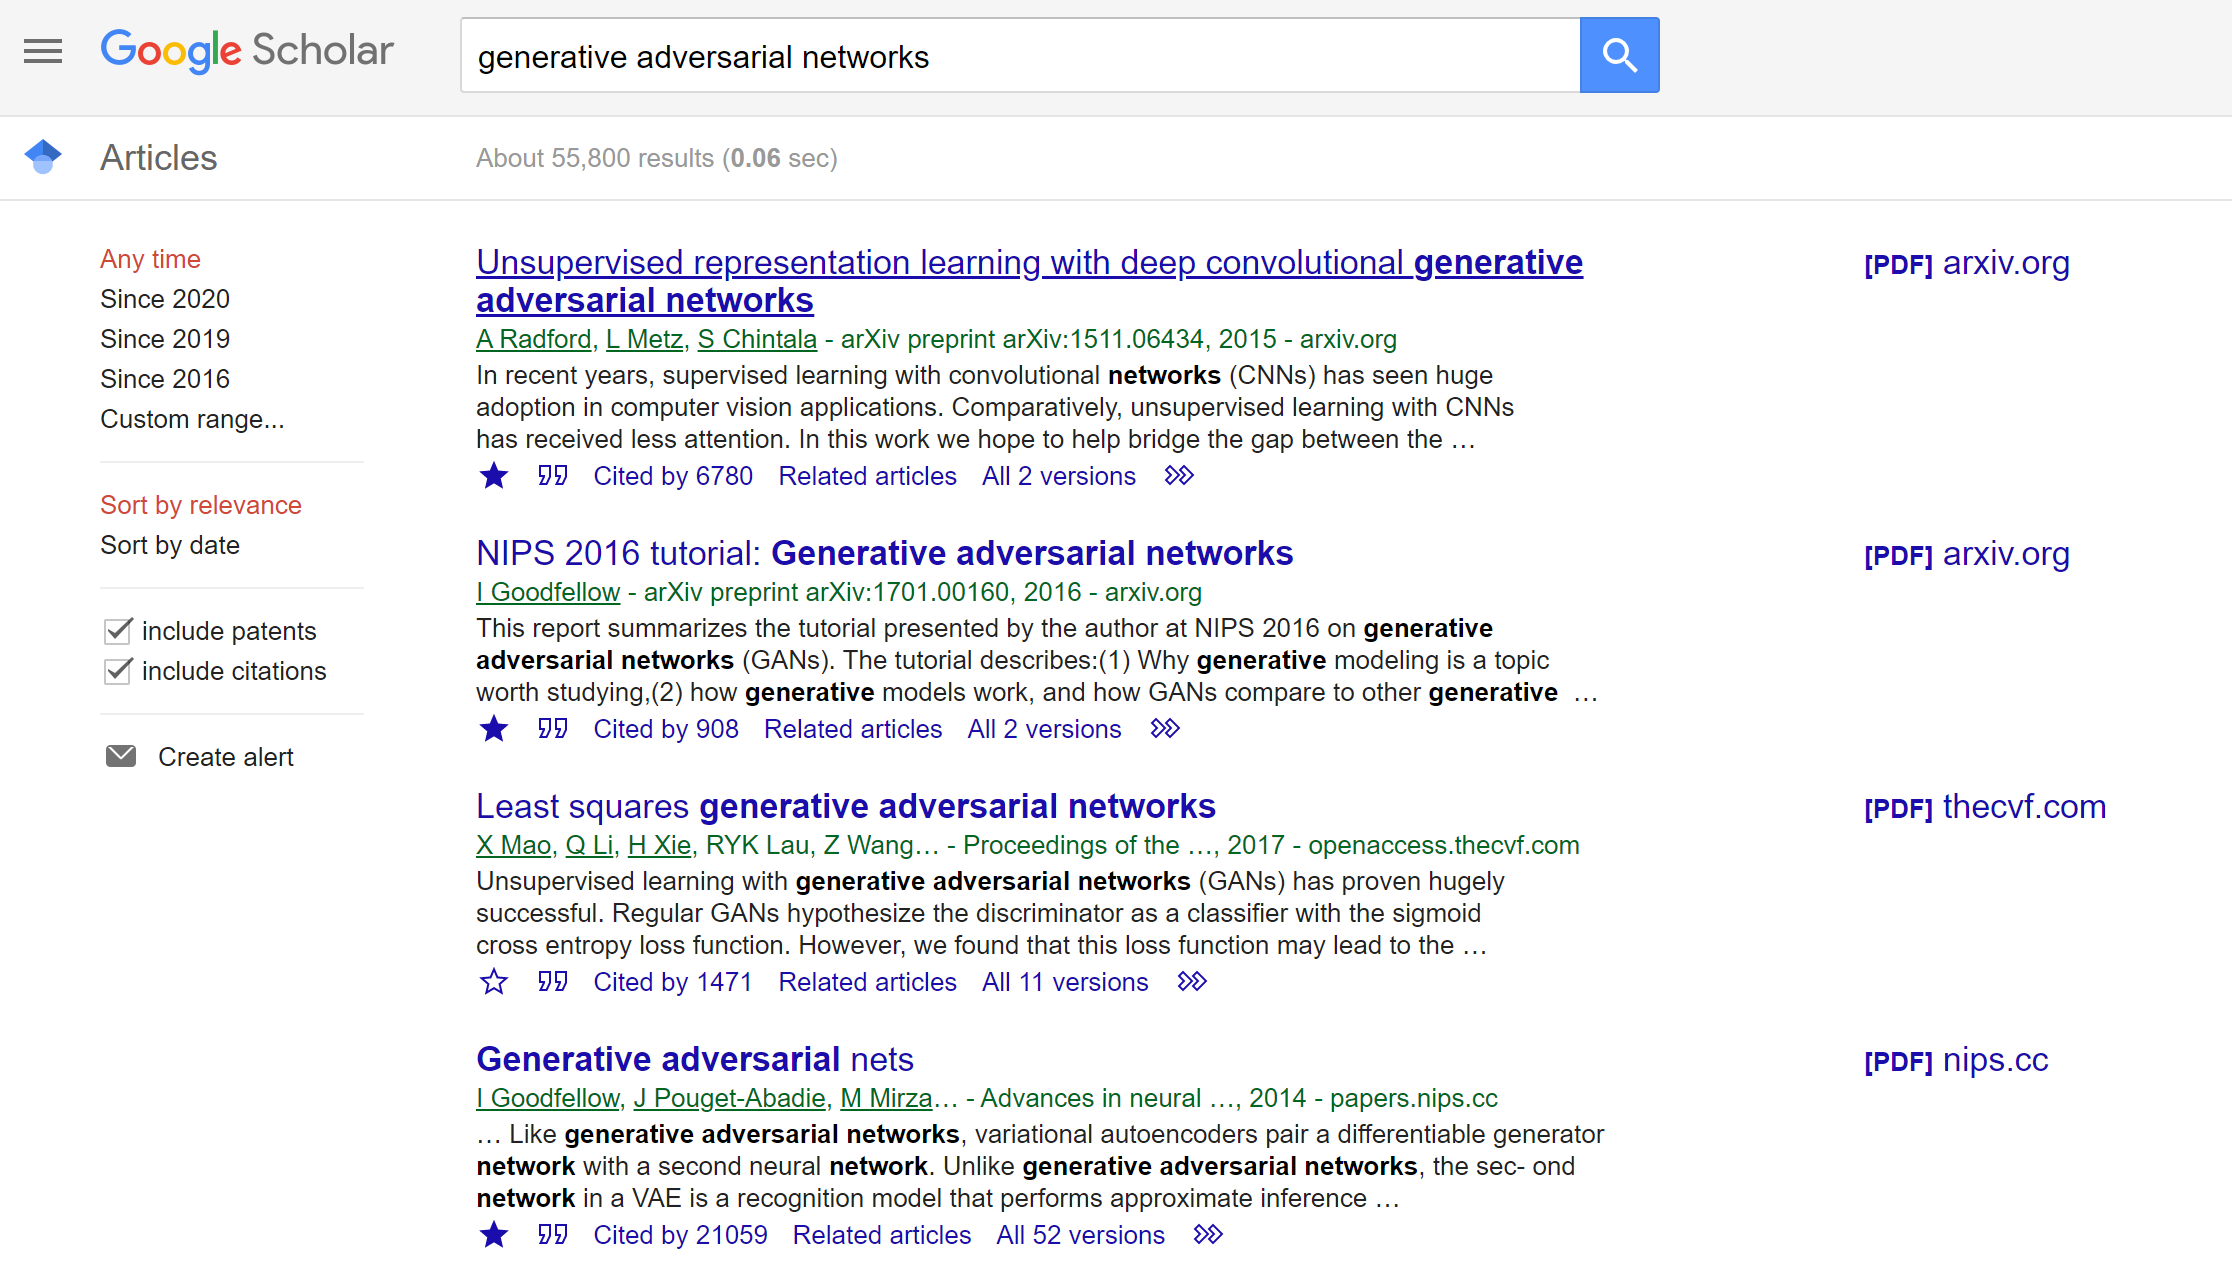 Google Scholar
generative adversarial networks
Articles
About 55,800 results (0.06 sec)
Any time
Since 2020
Since 2019
Since 2016
Custom range...
Sort by relevance
Sort by date
include patents
include citations
Create alert
Unsupervised representation learning with deep convolutional generative
adversarial networks
[PDF] arxiv.org
A Radford, L Metz, S Chintala - arXiv preprint arXiv:1511.06434, 2015 - arxiv.org
In recent years, supervised learning with convolutional networks (CNNs) has seen huge
adoption in computer vision applications. Comparatively, unsupervised learning with CNNs
has received less attention. In this work we hope to help bridge the gap between the …
Cited by 6780 Related articles All 2 versions
NIPS 2016 tutorial: Generative adversarial networks
[PDF] arxiv.org
I Goodfellow - arXiv preprint arXiv:1701.00160, 2016 - arxiv.org
This report summarizes the tutorial presented by the author at NIPS 2016 on generative
adversarial networks (GANs). The tutorial describes:(1) Why generative modeling is a topic
worth studying,(2) how generative models work, and how GANs compare to other generative …
Cited by 908 Related articles All 2 versions
Least squares generative adversarial networks
[PDF] thecvf.com
X Mao, Q Li, H Xie, RYK Lau, Z Wang… - Proceedings of the …, 2017 - openaccess.thecvf.com
Unsupervised learning with generative adversarial networks (GANs) has proven hugely
successful. Regular GANs hypothesize the discriminator as a classifier with the sigmoid
cross entropy loss function. However, we found that this loss function may lead to the …
Cited by 1471 Related articles All 11 versions
Generative adversarial nets
[PDF] nips.cc
I Goodfellow, J Pouget-Abadie, M Mirza… - Advances in neural …, 2014 - papers.nips.cc
… Like generative adversarial networks, variational autoencoders pair a differentiable generator
network with a second neural network. Unlike generative adversarial networks, the sec- ond
network in a VAE is a recognition model that performs approximate inference …
Cited by 21059 Related articles All 52 versions